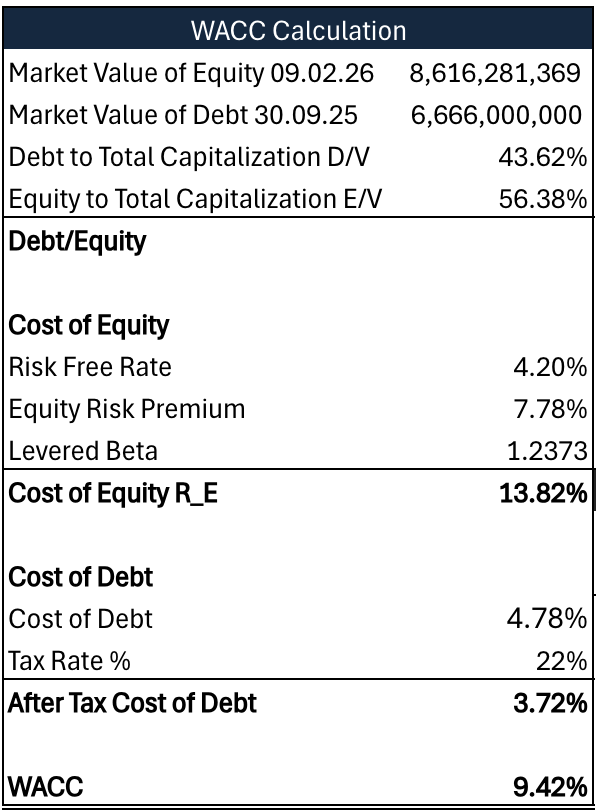 WACC Calculation
Market Value of Equity 09.02.26 8,616,281,369
Market Value of Debt 30.09.25 6,666,000,000
Debt to Total Capitalization D/V 43.62%
Equity to Total Capitalization E/V 56.38%
Debt/Equity
Cost of Equity
Risk Free Rate 4.20%
Equity Risk Premium 7.78%
Levered Beta 1.2373
Cost of Equity R_E 13.82%
Cost of Debt
Cost of Debt 4.78%
Tax Rate % 22%
After Tax Cost of Debt 3.72%
WACC 9.42%